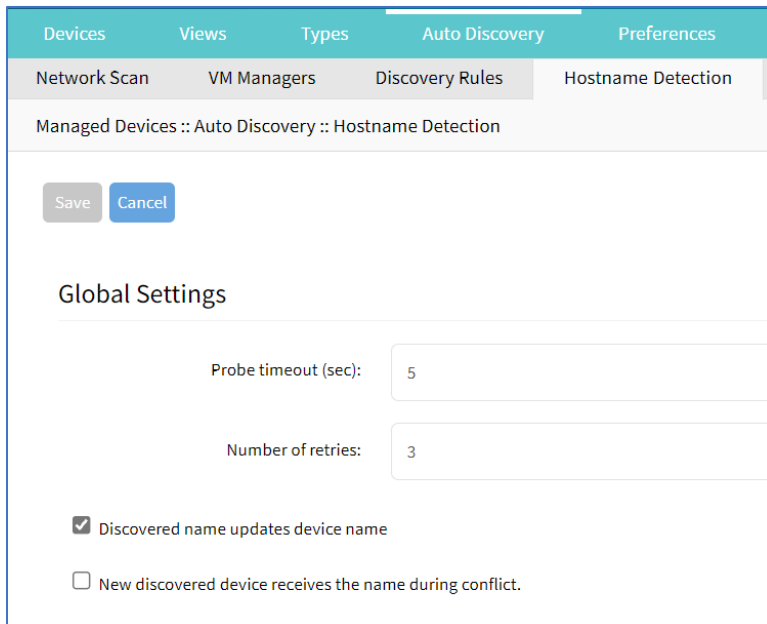 Devices Views Types Auto Discovery Preferences
Network Scan VM Managers Discovery Rules Hostname Detection
Managed Devices :: Auto Discovery :: Hostname Detection
Save Cancel
Global Settings
Probe timeout (sec): 5
Number of retries: 3
Discovered name updates device name
New discovered device receives the name during conflict.